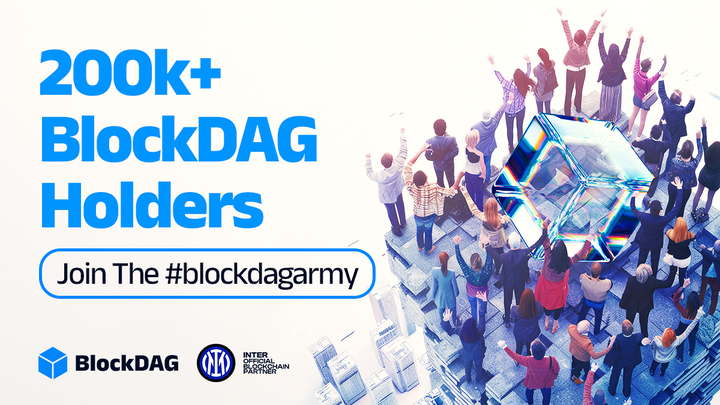 200k+
BlockDAG
Holders
Join The #blockdagarmy
BlockDAG
INTER
OFFICIAL
BLOCKCHAIN
PARTNER